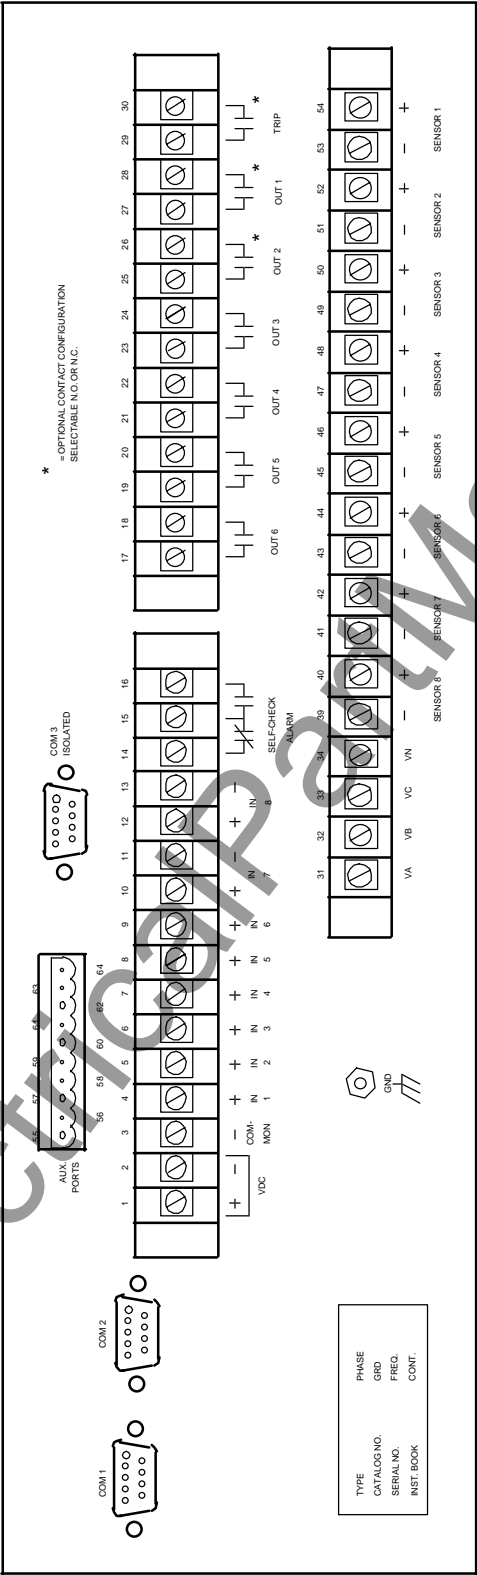 COM 1
COM 2
AUX.
PORTS
55
57
59
61
63
56
58
60
62
64
COM 3
ISOLATED
*
= OPTIONAL CONTACT CONFIGURATION
SELECTABLE N.O. OR N.C.
1
2
3
4
5
6
7
8
9
10
11
12
13
14
15
16
17
18
19
20
21
22
23
24
25
26
27
28
29
30
+ − − + + + + + + + − + −
VDC
COM-
MON
IN
1
IN
2
IN
3
IN
4
IN
5
IN
6
IN
7
IN
8
SELF-CHECK
ALARM
OUT 6
OUT 5
OUT 4
OUT 3
OUT 2
*
OUT 1
*
TRIP
*
31
32
33
34
39
40
41
42
43
44
45
46
47
48
49
50
51
52
53
54
VA
VB
VC
VN
− +
SENSOR 8
− +
SENSOR 7
− +
SENSOR 6
− +
SENSOR 5
− +
SENSOR 4
− +
SENSOR 3
− +
SENSOR 2
− +
SENSOR 1
GND
TYPE PHASE
CATALOG NO. GRD
SERIAL NO. FREQ.
INST. BOOK CONT.